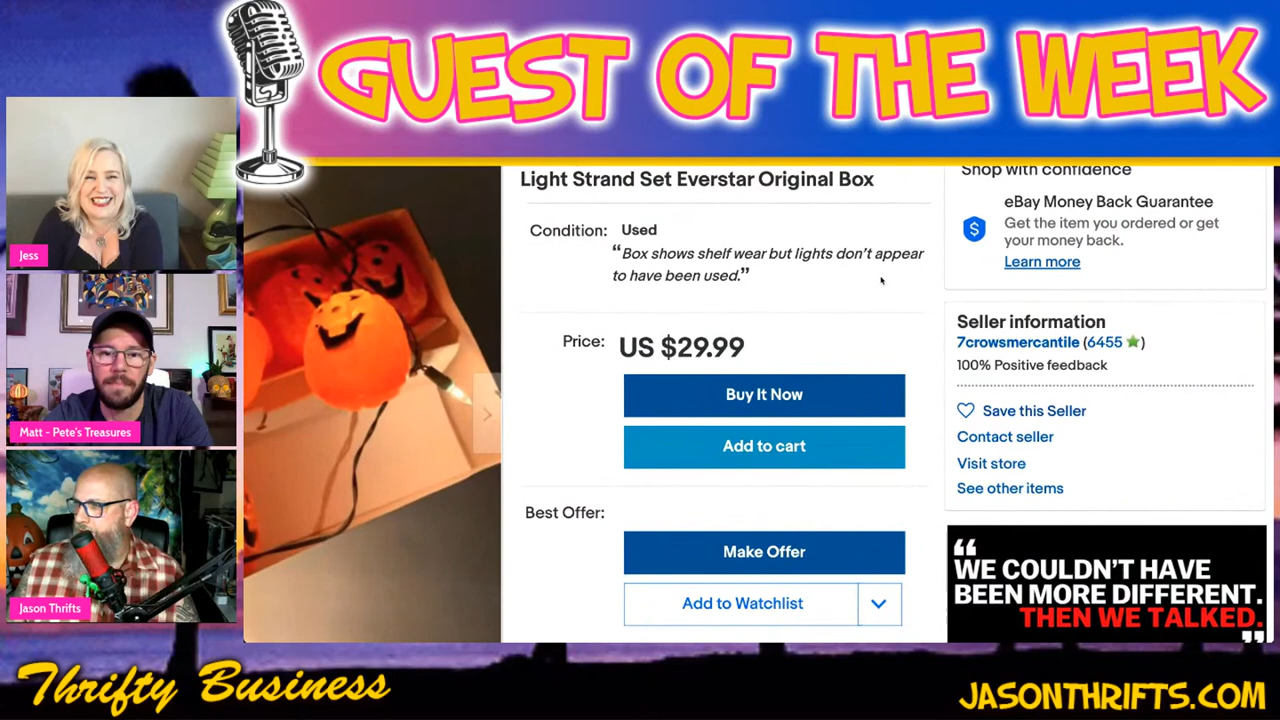 GUEST OF THE WEEK
Jess
Matt - Pete's Treasures
Jason Thrifts
Light Strand Set Everstar Original Box
Condition: Used
“Box shows shelf wear but lights don’t appear
to have been used.”
Price: US $29.99
Buy It Now
Add to cart
Best Offer:
Make Offer
Add to Watchlist
Shop with confidence
eBay Money Back Guarantee
Get the item you ordered or get
your money back.
Learn more
Seller information
7crowsmercantile (6455 ★)
100% Positive feedback
Save this Seller
Contact seller
Visit store
See other items
“WE COULDN'T HAVE
BEEN MORE DIFFERENT.
THEN WE TALKED.”
Thrifty Business
JASONTHRIFTS.COM